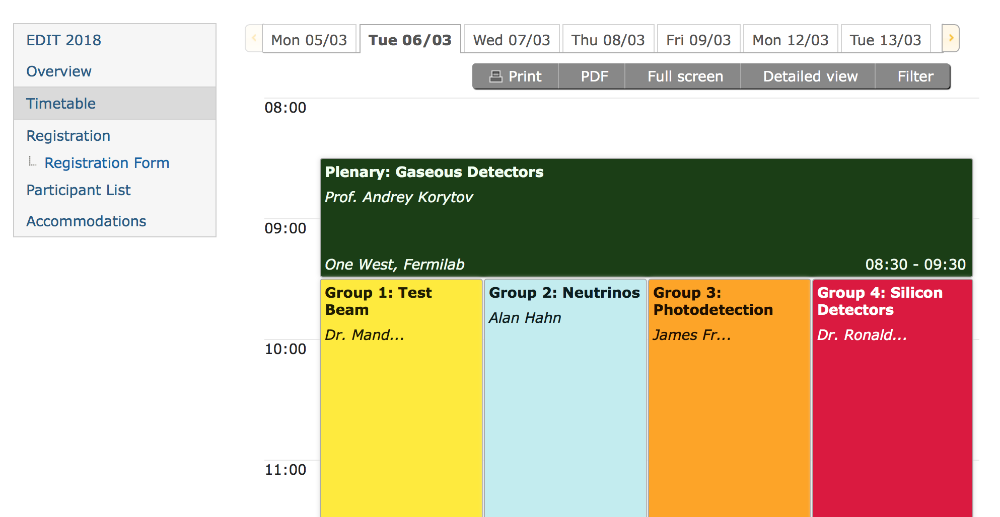 EDIT 2018
Overview
Timetable
Registration
Registration Form
Participant List
Accommodations
Mon 05/03
Tue 06/03
Wed 07/03
Thu 08/03
Fri 09/03
Mon 12/03
Tue 13/03
Print
PDF
Full screen
Detailed view
Filter
08:00
Plenary: Gaseous Detectors
Prof. Andrey Korytov
09:00
One West, Fermilab
08:30 - 09:30
Group 1: Test
Beam
Dr. Mand...
Group 2: Neutrinos
Alan Hahn
Group 3:
Photodetection
James Fr...
Group 4: Silicon
Detectors
Dr. Ronald...
10:00
11:00